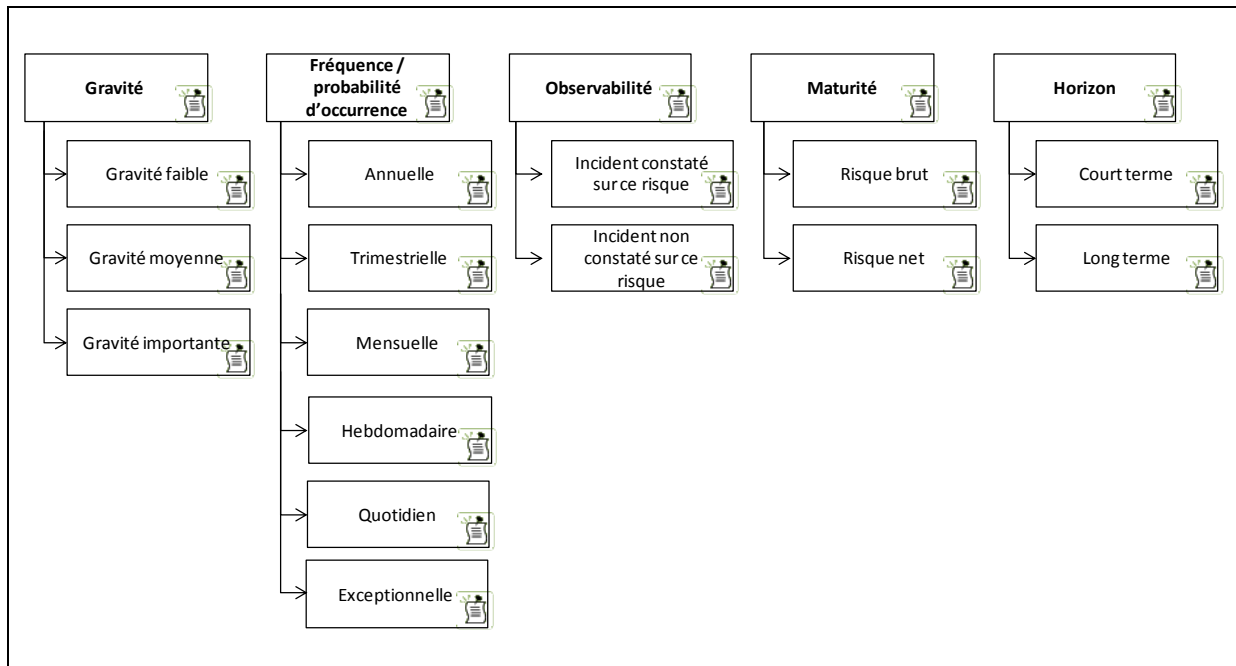 Gravité
Gravité faible
Gravité moyenne
Gravité importante
Fréquence /
probabilité
d’occurrence
Annuelle
Trimestrielle
Mensuelle
Hebdomadaire
Quotidien
Exceptionnelle
Observabilité
Incident constaté
sur ce risque
Incident non
constaté sur ce
risque
Maturité
Risque brut
Risque net
Horizon
Court terme
Long terme